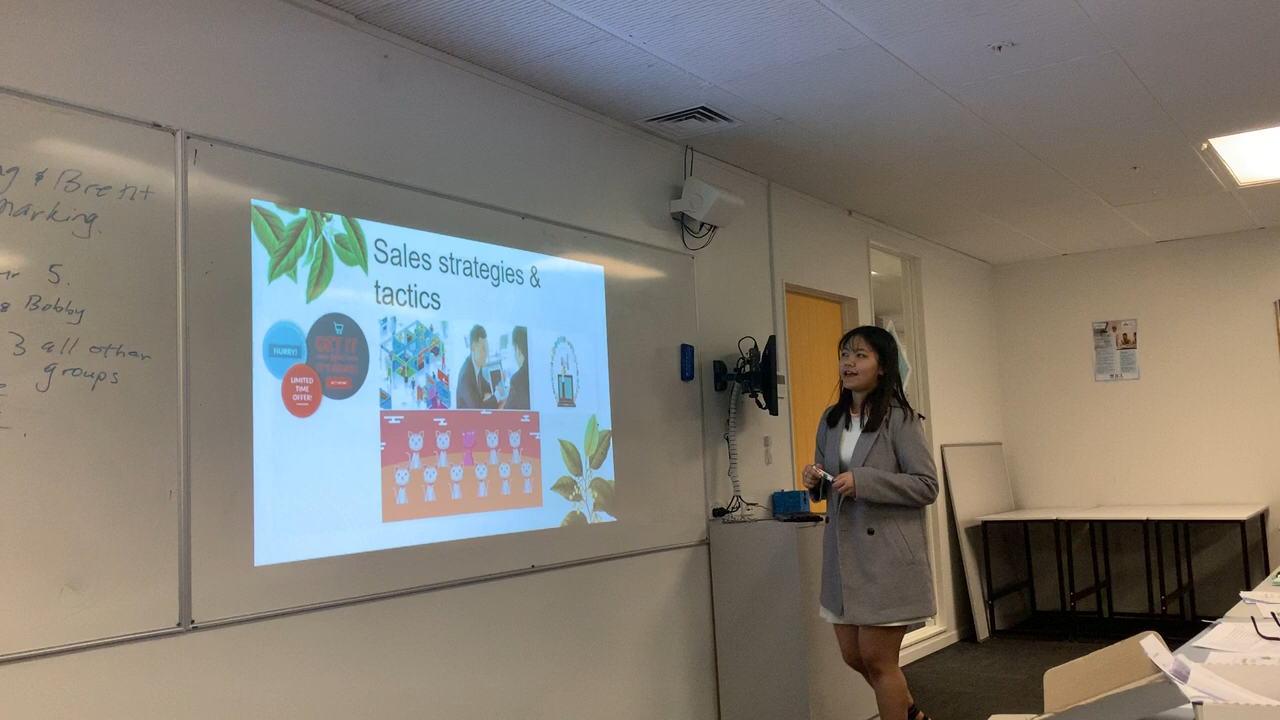 & Brent
marking.
5.
Bobby
3 all other
groups
Sales strategies &
tactics
HURRY!
GET IT
LIMITED
TIME
OFFER!